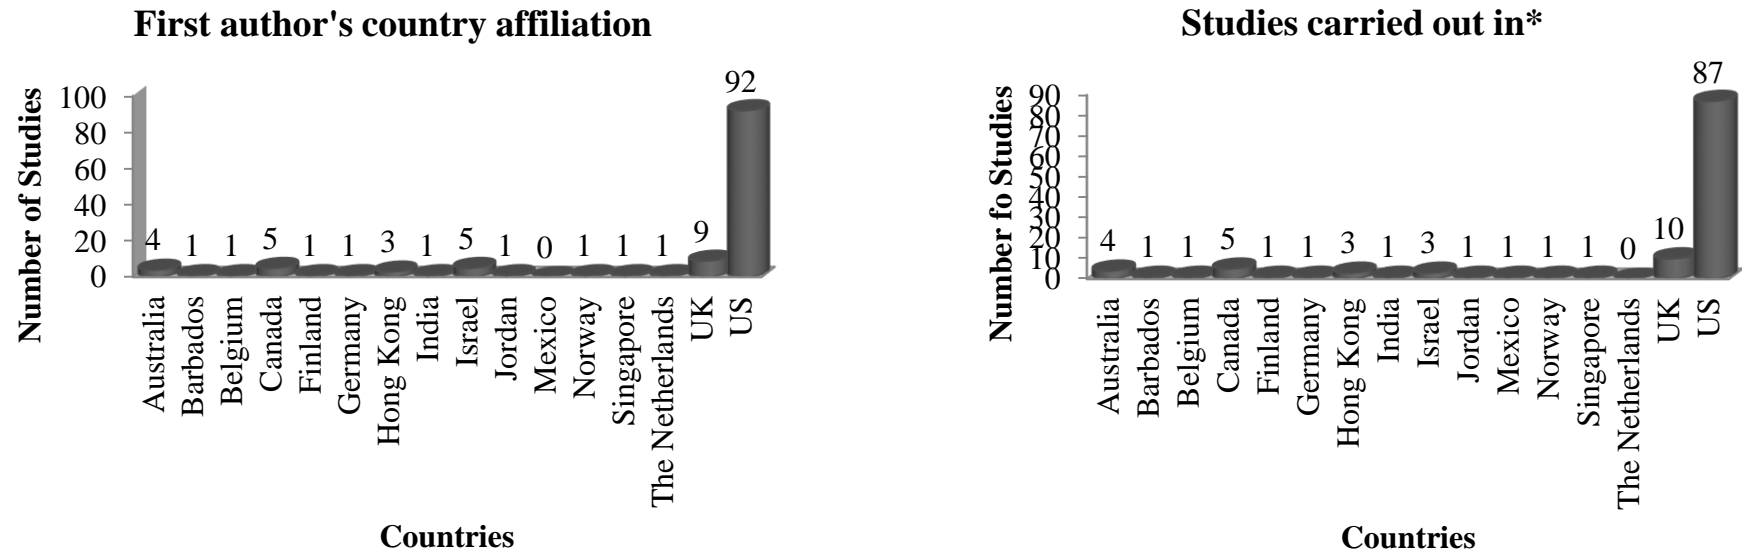 First author's country affiliation
Number of Studies
100
80
60
40
20
0
4 1 1 5 1 1 3 1 5 1 0 1 1 1 9 92
Australia
Barbados
Belgium
Canada
Finland
Germany
Hong Kong
India
Israel
Jordan
Mexico
Norway
Singapore
The Netherlands
UK
US
Countries
Studies carried out in*
Number fo Studies
90
80
70
60
50
40
30
20
10
0
4 1 1 5 1 1 3 1 3 1 1 1 1 0 10 87
Australia
Barbados
Belgium
Canada
Finland
Germany
Hong Kong
India
Israel
Jordan
Mexico
Norway
Singapore
The Netherlands
UK
US
Countries